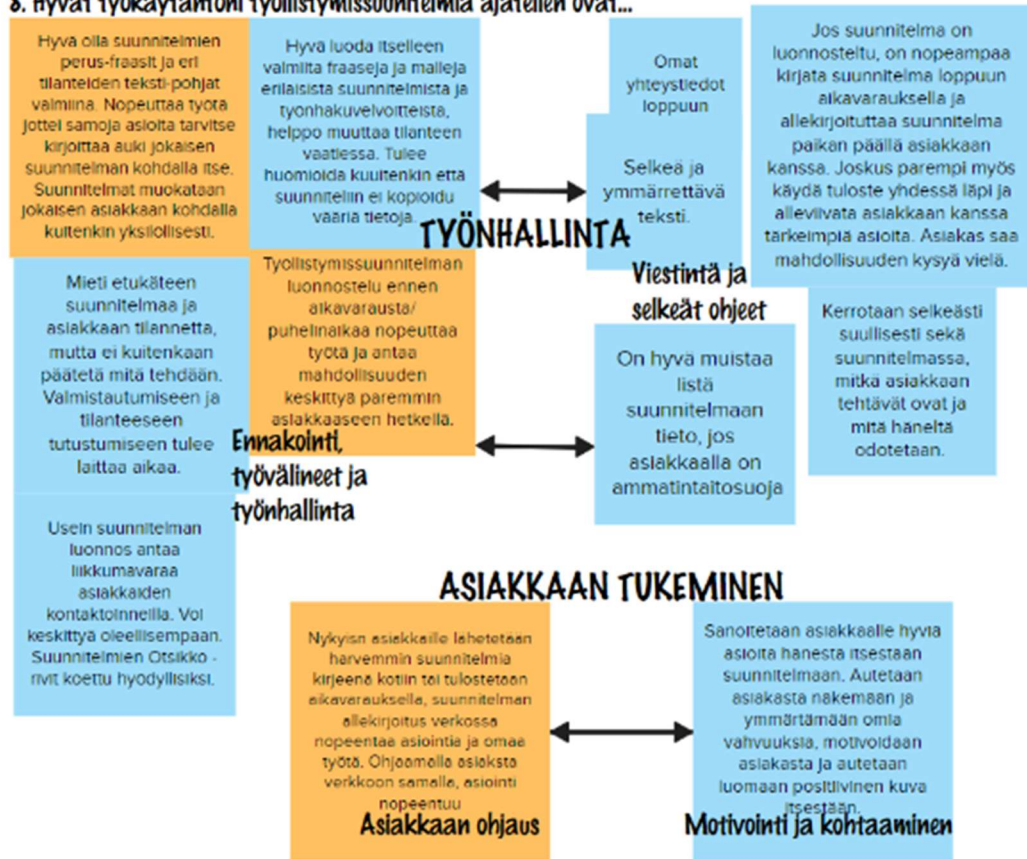 8. Hyvät työkäytäntöni työllistymissuunnitelmia ajatellen ovat...
Hyvä olla suunnitelmien
perus-fraasit ja eri
tilanteiden teksti-pohjat
valmiina. Nopeuttaa työtä
jottei samoja asioita tarvitse
kirjoittaa auki jokaisen
suunnitelman kohdalla itse.
Suunnitelmat muokataan
jokaisen asiakkaan kohdalla
kuitenkin yksilöllisesti.
Hyvä luoda itselleen
valmiita fraaseja ja malleja
erilaisista suunnitelmista ja
työnhakuvelvoitteista,
helppo muuttaa tilanteen
vaatiessa. Tulee
huomioida kuuitenkin että
suunniteliin ei kopioidu
vääriä tietoja.
Omat
yhteystiedot
loppuun
Selkeä ja
ymmärrettävä
teksti.
Jos suunnitelma on
luonnosteltu, on nopeampaa
kirjata suunnitelma loppuun
aikavarauksella ja
allekirjoituttaa suunnitelma
paikan päällä asiakkaan
kanssa. Joskus parempi myös
käydä tuloste yhdessä läpi ja
alleviivata asiakkaan kanssa
tärkeimpiä asioita. Asiakas saa
mahdollisuuden kysyä vielä.
TYÖNHALLINTA
Viestintä ja
selkeät ohjeet
Mieti etukäteen
suunnitelmaa ja
asiakkaan tilannetta,
mutta ei kuitenkaan
päätetä mitä tehdään.
Valmistautumiseen ja
tilanteeseen
tutustumiseen tulee
laittaa aikaa.
Työllistymissuunnitelman
luonnostelu ennen
aikavarausta/
puhelinaikaa nopeuttaa
työtä ja antaa
mahdollisuuden
keskittyä paremmin
asiakkaaseen hetkellä.
Ennakointi,
työvälineet ja
työnhallinta
On hyvä muistaa
listä
suunnitelmaan
tieto, jos
asiakkaalla on
ammatintaitosuoja
Kerrotaan selkeästi
suullisesti sekä
suunnitelmassa,
mitkä asiakkaan
tehtävät ovat ja
mitä häneltä
odotetaan.
Usein suunnitelman
luonnos antaa
liikkumavaraa
asiakkaiden
kontaktoinneilla. Voi
keskittyä oleellisempaan.
Suunnitelmien Otsikko -
rivit koettu hyödyllisiksi.
ASIAKKAAN TUKEMINEN
Nykyisn asiakkaille lähetetään
harvemmin suunnitelmia
kirjeenä kotiin tai tulostetaan
aikavarauksella, suunnitelman
allekirjoitus verkossa
nopeentaa asiointia ja omaa
työtä. Ohjaamalla asiaksta
verkkoon samalla, asiointi
nopeentuu
Asiakkaan ohjaus
Sanoitetaan asiakkaalle hyviä
asioita hänestä itsestään
suunnitelmaan. Autetaan
asiakasta näkemään ja
ymmärtämään omia
vahvuuksia, motivoidaan
asiakasta ja autetaan
luomaan positiivinen kuva
itsestään.
Motivointi ja kohtaaminen